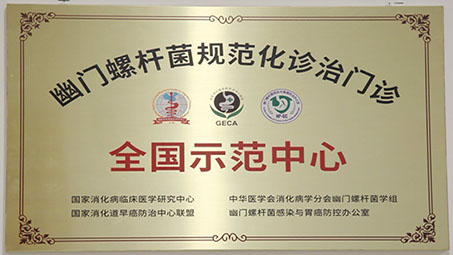 幽门螺杆菌规范化诊治门诊
GECA
全国示范中心
国家消化病临床医学研究中心
中华医学会消化病学分会幽门螺杆菌学组
国家消化道早癌防治中心联盟
幽门螺杆菌感染与胃癌防控办公室